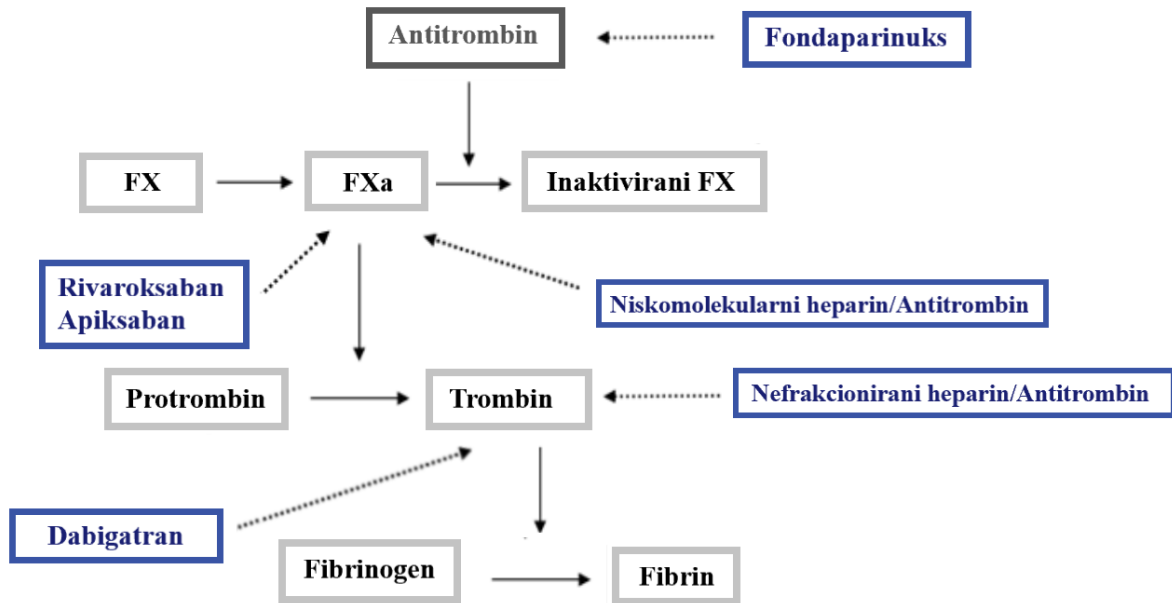 Antitrombin
Fondaparinuks
FX
FXa
Inaktivirani FX
Rivaroksaban
Apiksaban
Niskomolekularni heparin/Antitrombin
Protrombin
Trombin
Nefrakcionirani heparin/Antitrombin
Dabigatran
Fibrinogen
Fibrin